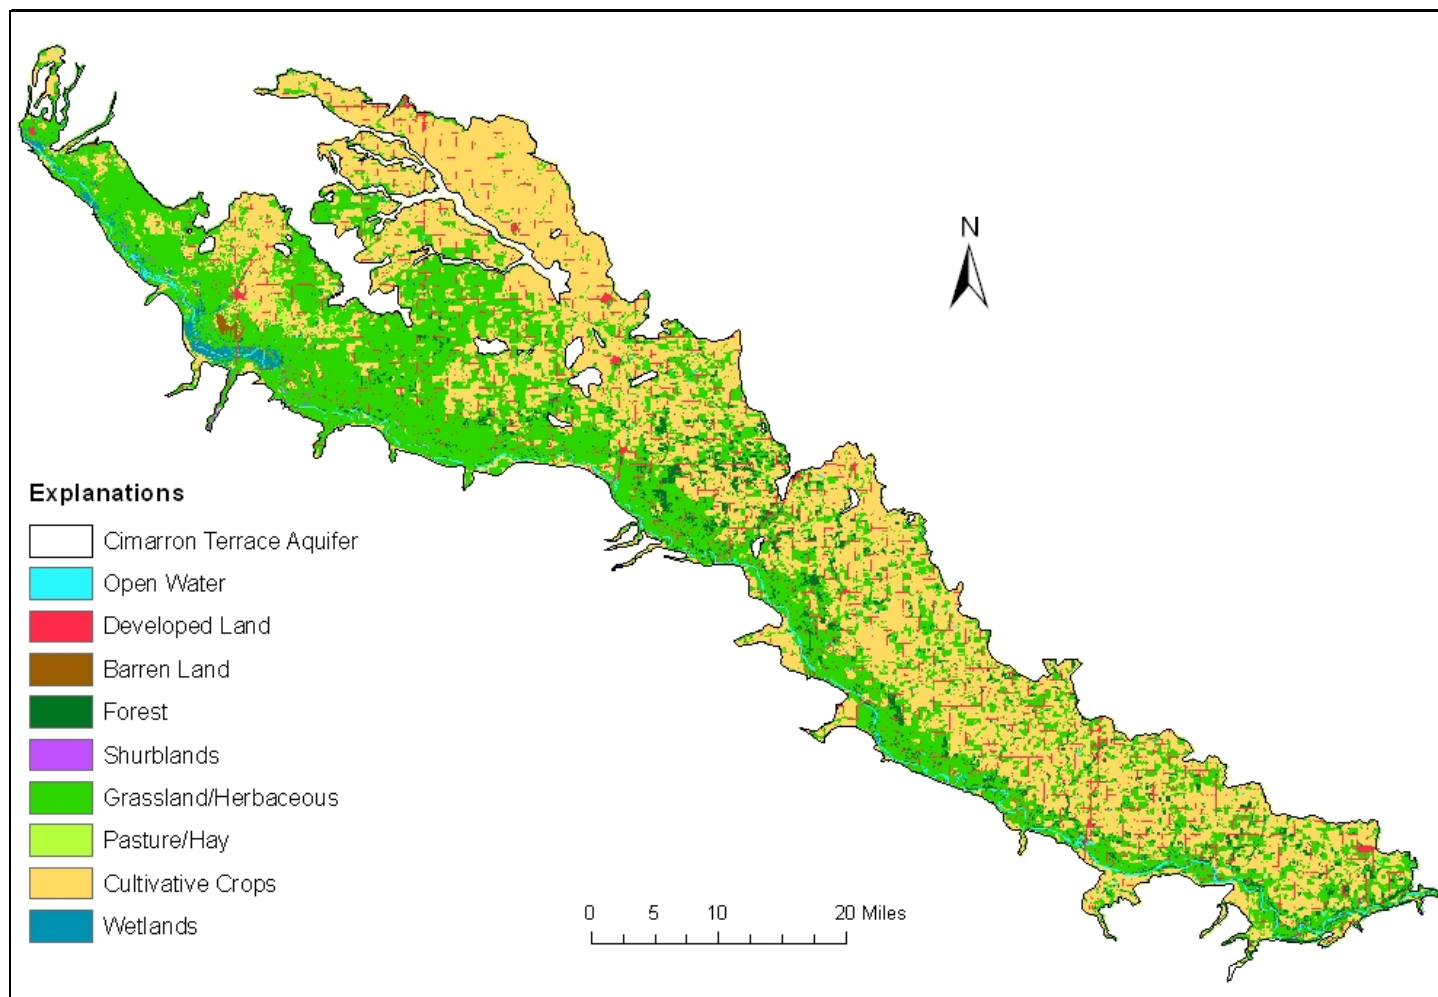 N
Explanations
Cimarron Terrace Aquifer
Open Water
Developed Land
Barren Land
Forest
Shurblands
Grassland/Herbaceous
Pasture/Hay
Cultivative Crops
Wetlands
0 5 10 20 Miles